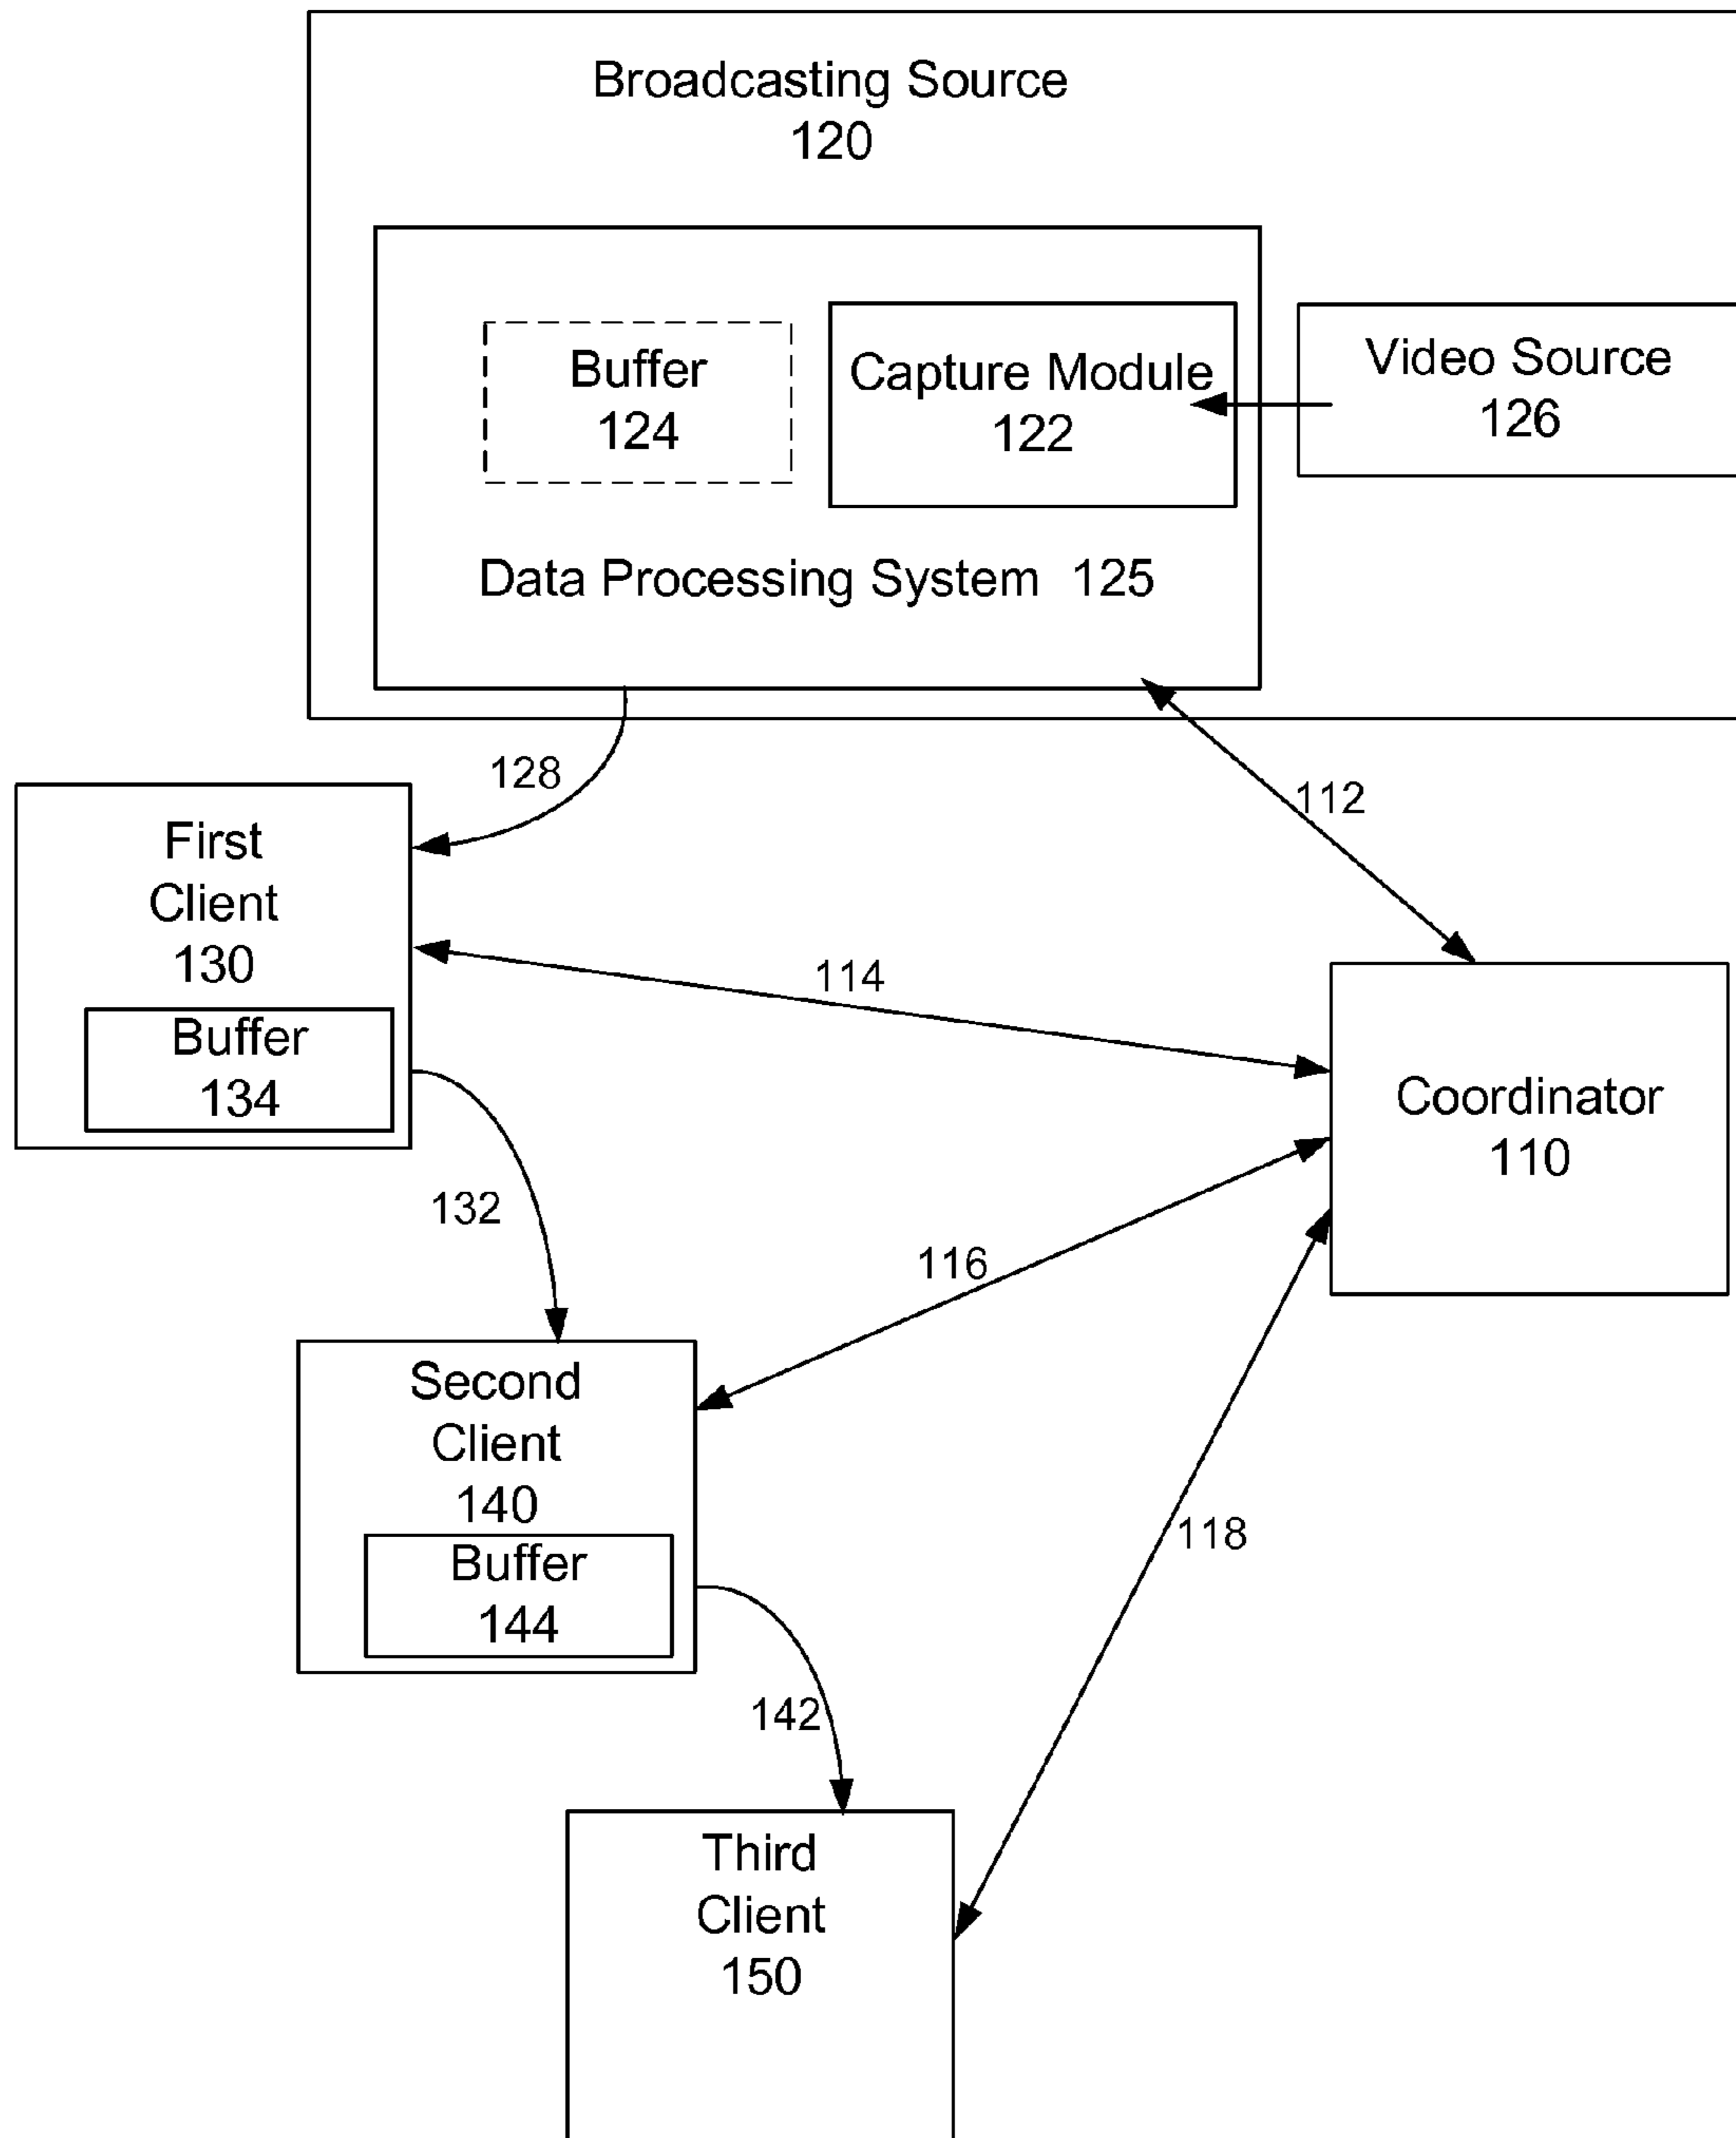 Broadcasting Source
120
Buffer
124
Capture Module
122
Video Source
126
Data Processing System 125
128
112
First
Client
130
Buffer
134
114
Coordinator
110
132
116
Second
Client
140
Buffer
144
118
142
Third
Client
150